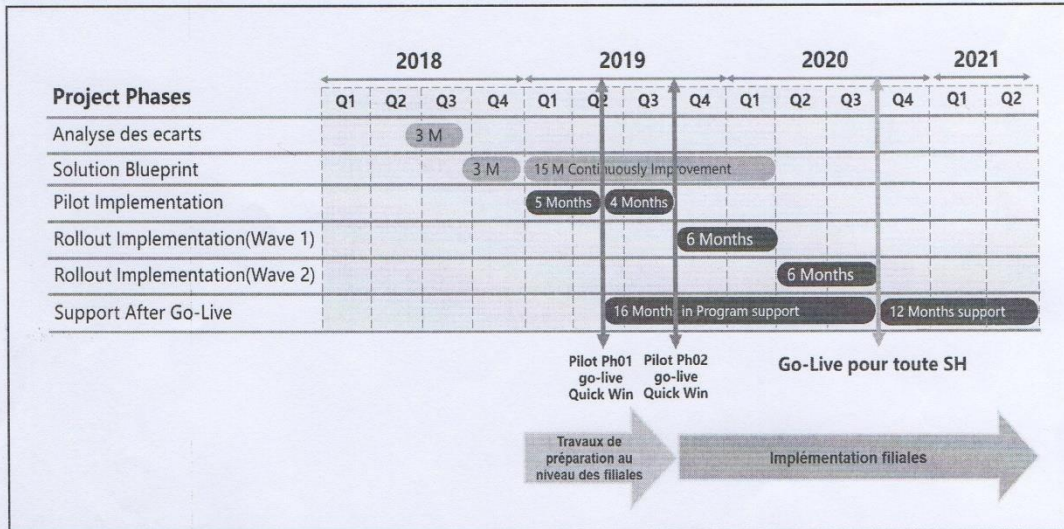 2018 2019 2020 2021
Project Phases Q1 Q2 Q3 Q4 Q1 Q2 Q3 Q4 Q1 Q2 Q3 Q4 Q1 Q2
Analyse des ecarts 3 M
Solution Blueprint 3 M 15 M Continuously Improvement
Pilot Implementation 5 Months 4 Months
Rollout Implementation(Wave 1) 6 Months
Rollout Implementation(Wave 2) 6 Months
Support After Go-Live 16 Month in Program support 12 Months support
Pilot Ph01
go-live
Quick Win
Pilot Ph02
go-live
Quick Win
Go-Live pour toute SH
Travaux de
préparation au
niveau des filiales
Implémentation filiales